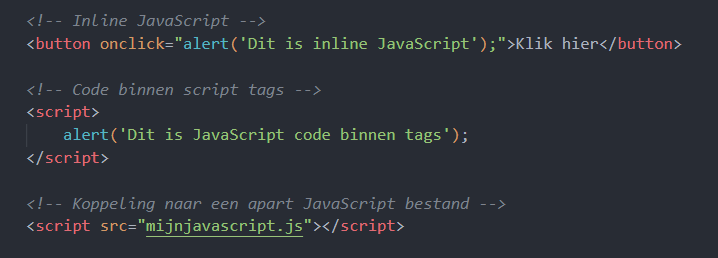 <!-- Inline JavaScript -->
<button onclick="alert('Dit is inline JavaScript');">Klik hier</button>
<!-- Code binnen script tags -->
<script>
alert('Dit is JavaScript code binnen tags');
</script>
<!-- Koppeling naar een apart JavaScript bestand -->
<script src="mijnjavascript.js"></script>